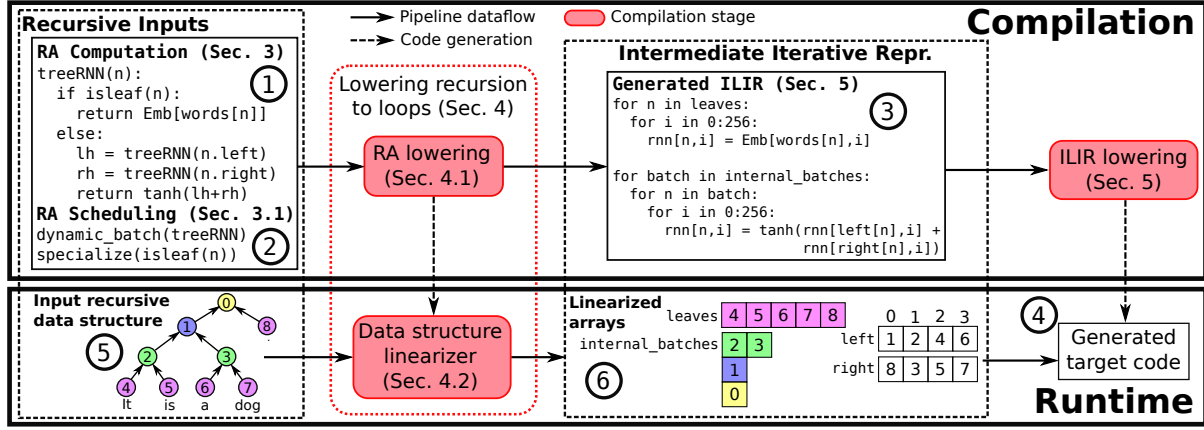 Recursive Inputs
Pipeline dataflow
Code generation
Compilation stage
Compilation
RA Computation (Sec. 3)
1
treeRNN(n):
if isleaf(n):
return Emb[words[n]]
else:
lh = treeRNN(n.left)
rh = treeRNN(n.right)
return tanh(lh+rh)
RA Scheduling (Sec. 3.1)
dynamic_batch(treeRNN)
specialize(isleaf(n))
2
Lowering recursion
to loops (Sec. 4)
RA lowering
(Sec. 4.1)
Intermediate Iterative Repr.
Generated ILIR (Sec. 5)
3
for n in leaves:
for i in 0:256:
rnn[n,i] = Emb[words[n],i]
for batch in internal_batches:
for n in batch:
for i in 0:256:
rnn[n,i] = tanh(rnn[left[n],i] +
rnn[right[n],i])
ILIR lowering
(Sec. 5)
Input recursive
data structure
5
0
1 8
.
2 3
4 5 6 7
It is a dog
Data structure
linearizer
(Sec. 4.2)
Linearized
arrays
leaves 4 5 6 7 8
internal_batches 2 3
1
0
6
0 1 2 3
left 1 2 4 6
right 8 3 5 7
4
Generated
target code
Runtime